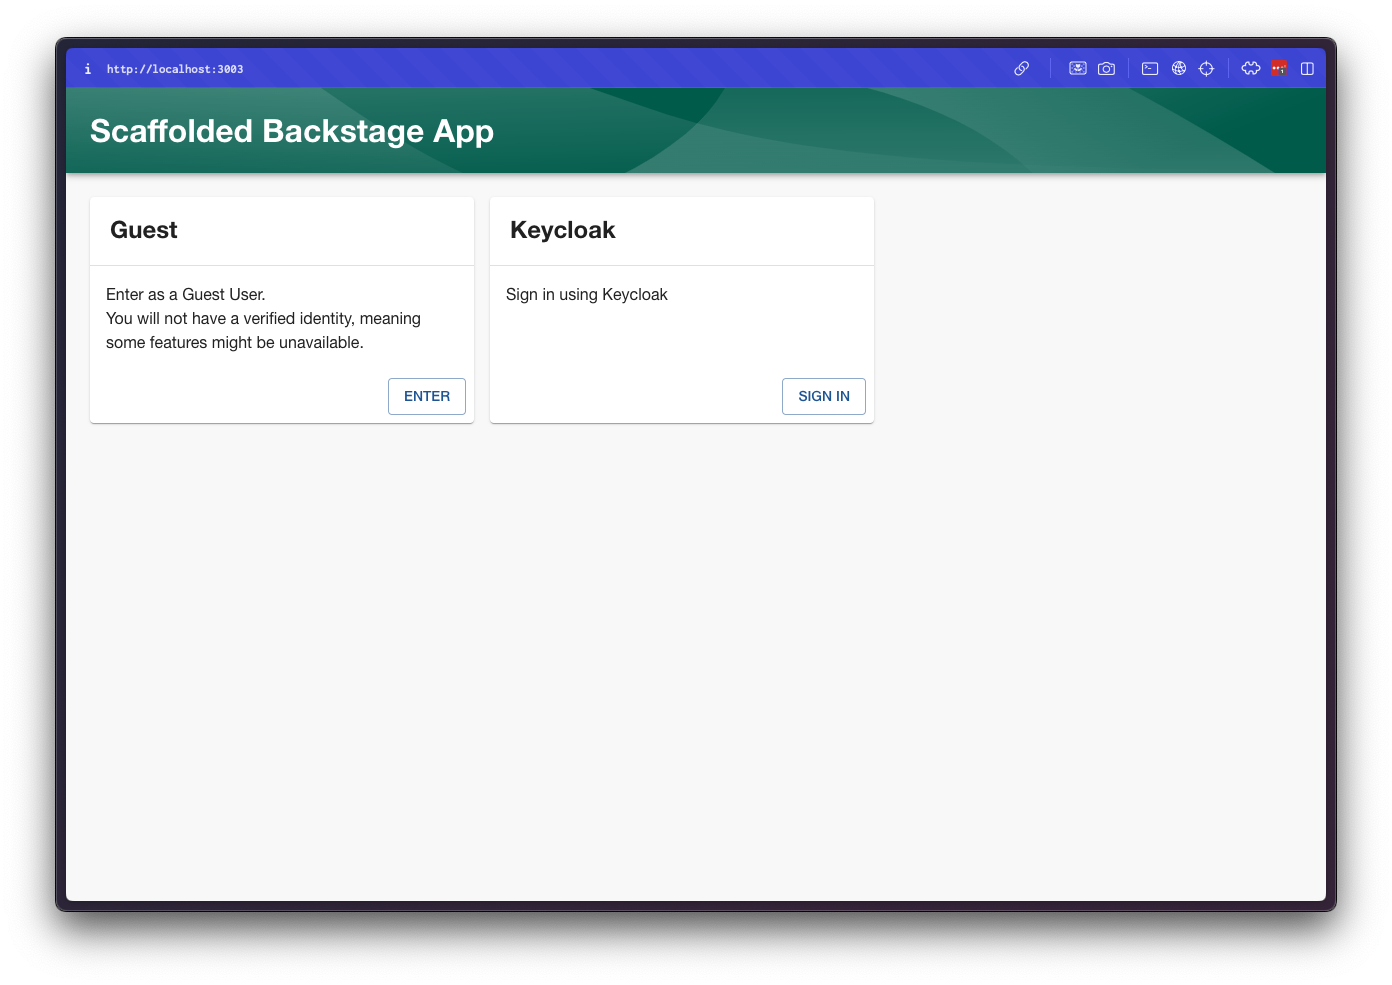 http://localhost:3003
Scaffolded Backstage App
Guest
Enter as a Guest User.
You will not have a verified identity, meaning
some features might be unavailable.
ENTER
Keycloak
Sign in using Keycloak
SIGN IN